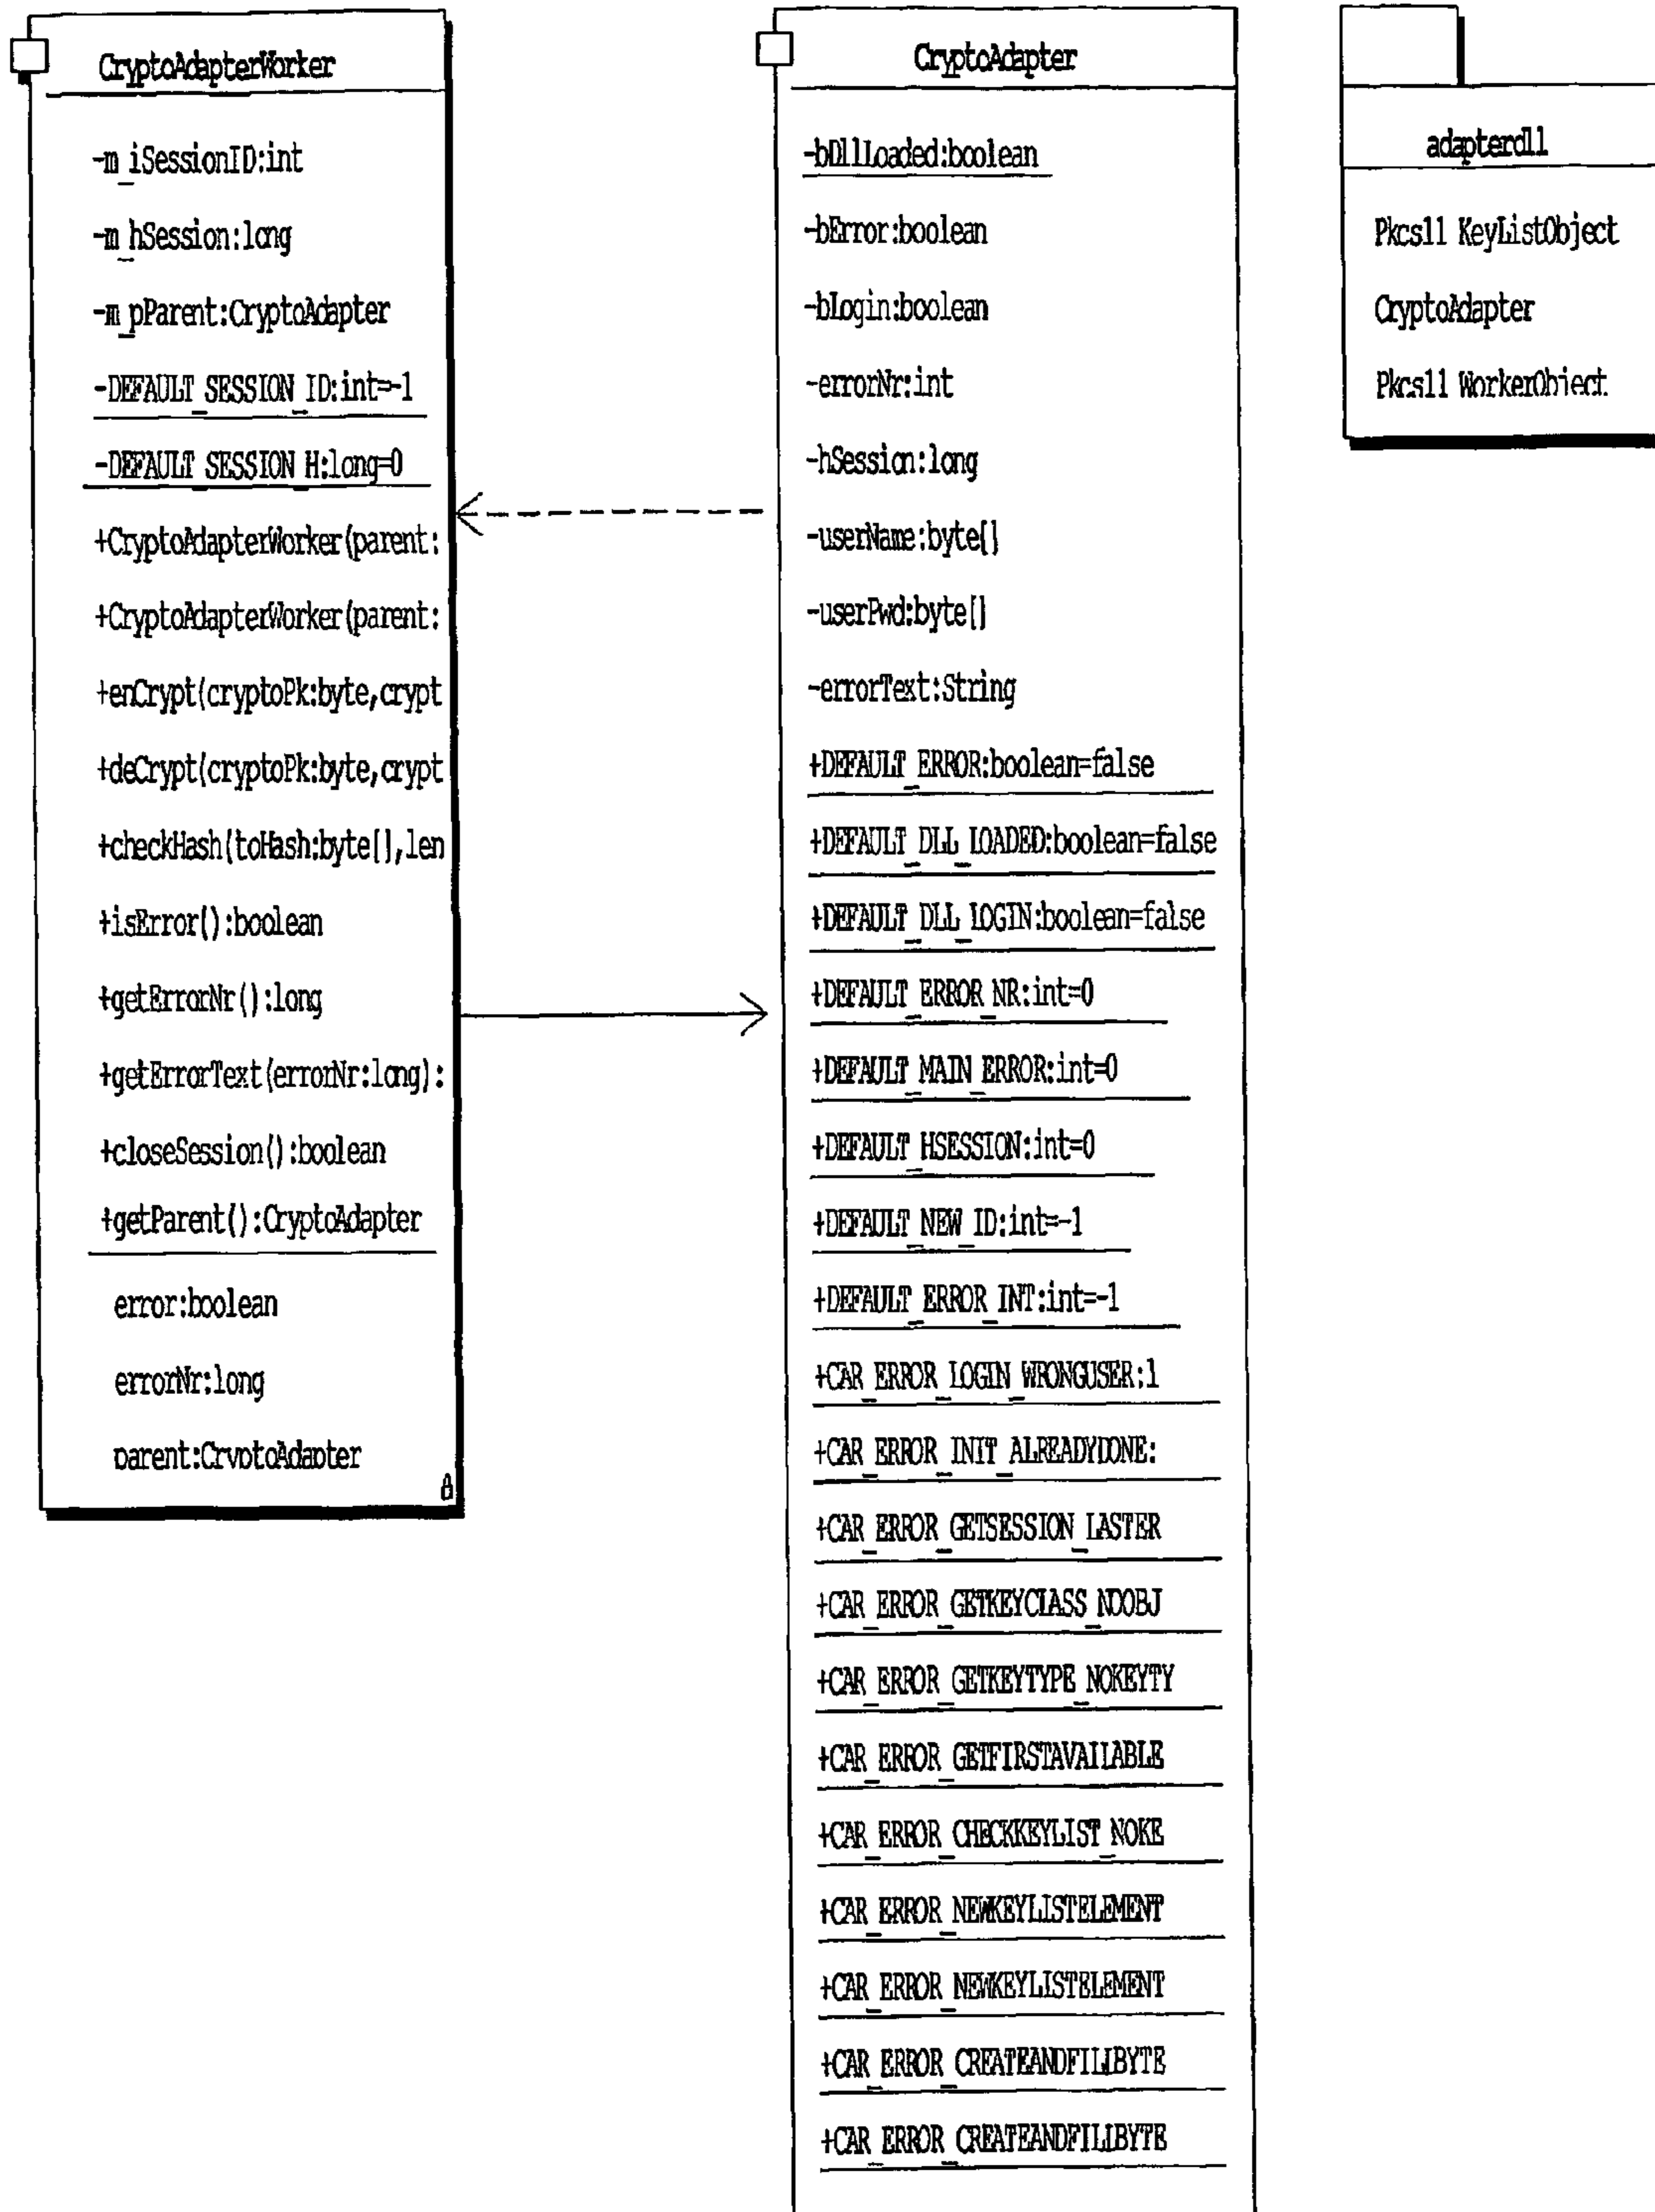 CryptoAdapterWorker
-m_iSessionID:int
-m_hSession:long
-m_pParent:CryptoAdapter
-DEFAULT_SESSION_ID:int=-1
-DEFAULT_SESSION_H:long=0
+CryptoAdapterWorker(parent:
+CryptoAdapterWorker(parent:
+enCrypt(cryptoPk:byte,crypt
+deCrypt(cryptoPk:byte,crypt
+checkHash(toHash:byte[],len
+isError():boolean
+getErrorNr():long
+getErrorText(errorNr:long):
+closeSession():boolean
+getParent():CryptoAdapter
error:boolean
errorNr:long
parent:CryptoAdapter
CryptoAdapter
-bDllLoaded:boolean
-bError:boolean
-bLogin:boolean
-errorNr:int
-hSession:long
-userName:byte[]
-userPwd:byte[]
-errorText:String
+DEFAULT_ERROR:boolean=false
+DEFAULT_DLL_LOADED:boolean=false
+DEFAULT_DLL_LOGIN:boolean=false
+DEFAULT_ERROR_NR:int=0
+DEFAULT_MAIN_ERROR:int=0
+DEFAULT_HSESSION:int=0
+DEFAULT_NEW_ID:int=-1
+DEFAULT_ERROR_INT:int=-1
+CAR_ERROR_LOGIN_WRONGUSER:l
+CAR_ERROR_INIT_ALREADYDONE:
+CAR_ERROR_GETSESSION_LASTER
+CAR_ERROR_GETKEYCLASS_NOOBJ
+CAR_ERROR_GETKEYTYPE_NOKEYTY
+CAR_ERROR_GETFIRSTAVAILABLE
+CAR_ERROR_CHECKKEYLIST_NOKE
+CAR_ERROR_NEWKEYLISTELEMENT
+CAR_ERROR_NEWKEYLISTELEMENT
+CAR_ERROR_CREATEANDFILLBYTE
+CAR_ERROR_CREATEANDFILLBYTE
adapterdll
Pkcs11 KeyListObject
CryptoAdapter
Pkcs11 WorkerObject